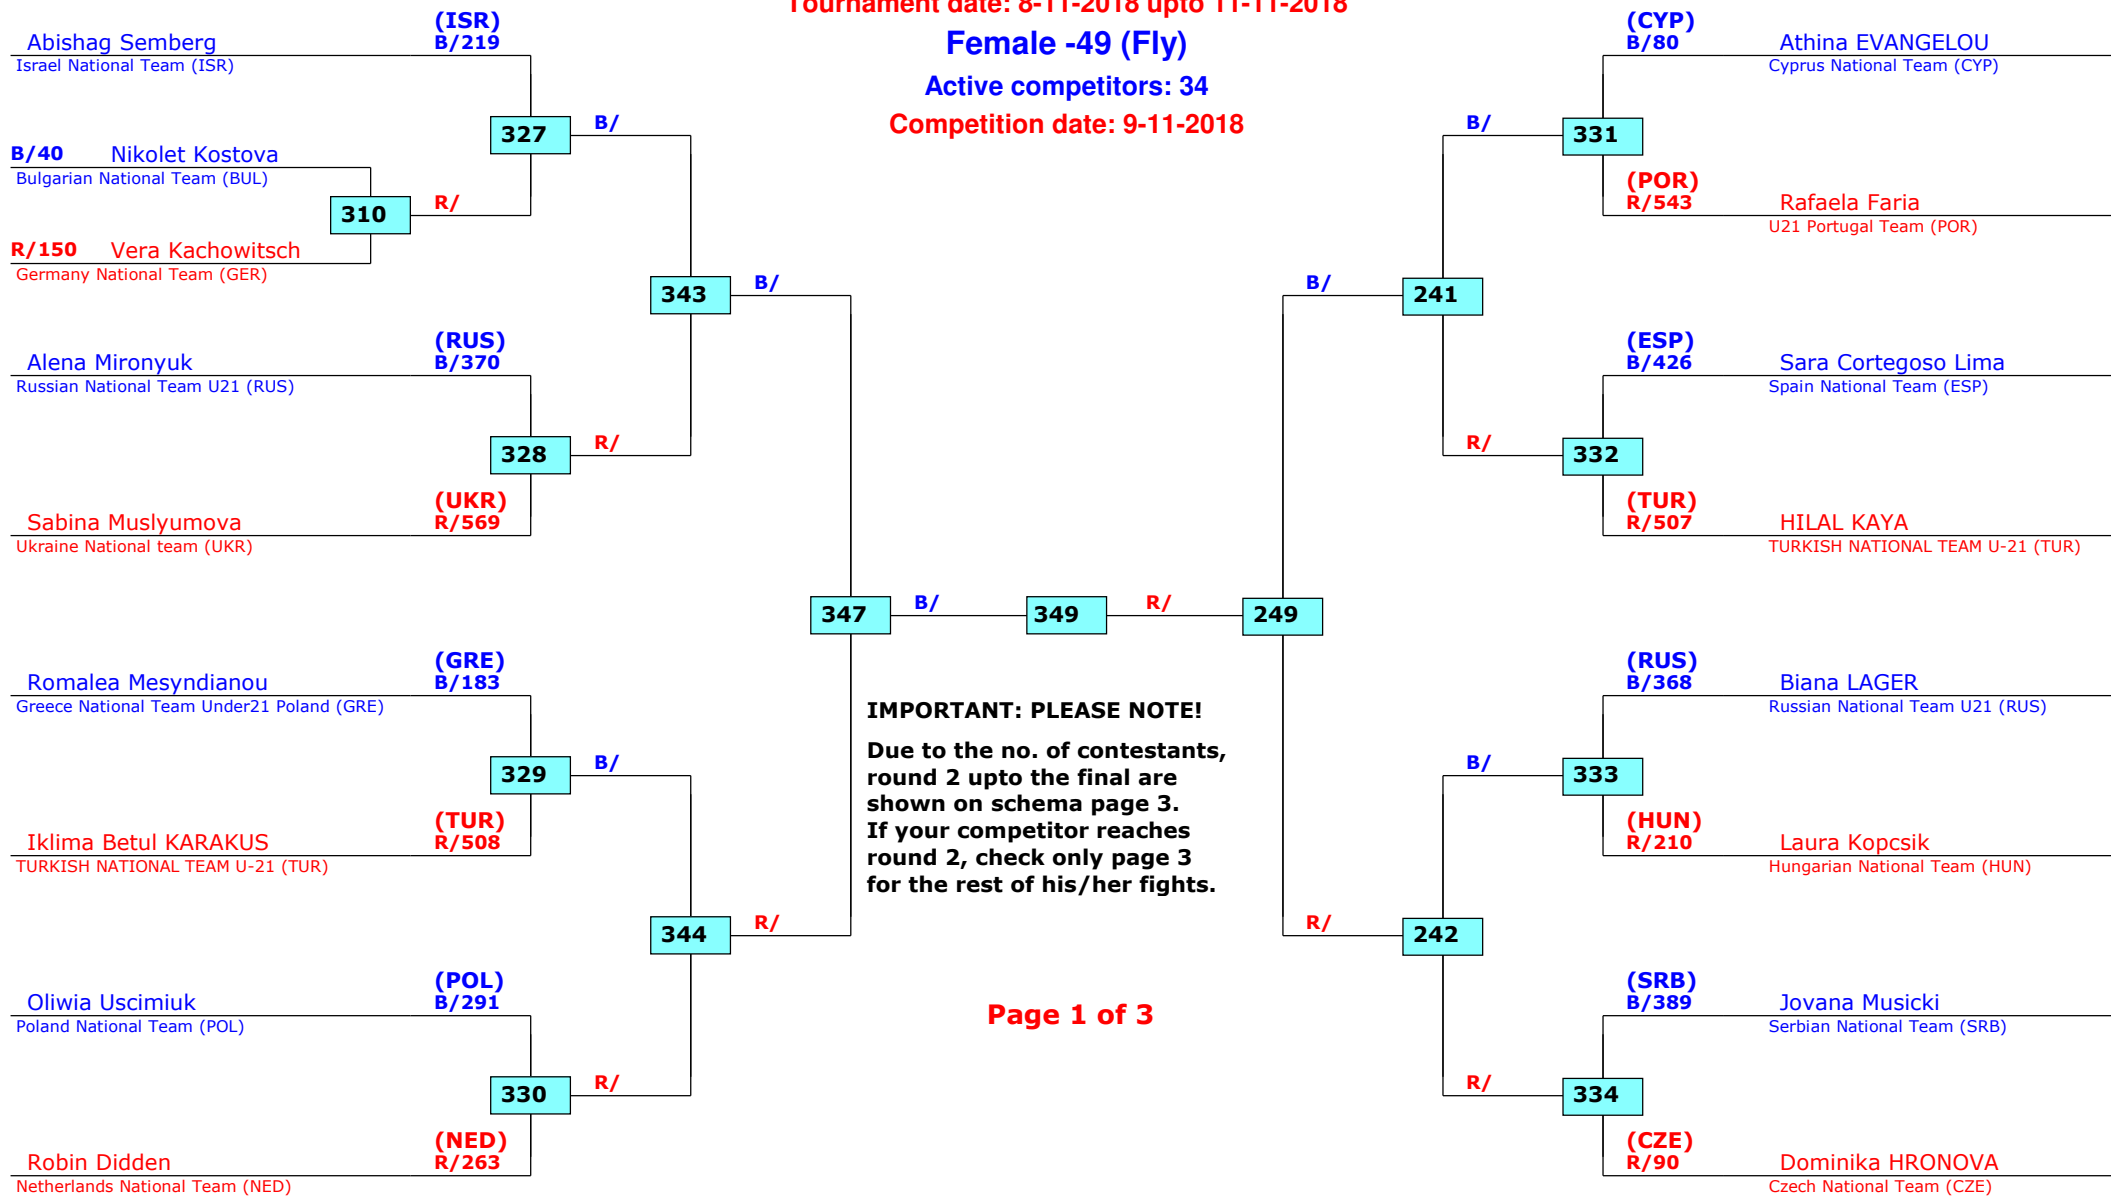 Tournament date: 8-11-2018 upto 11-11-2018
Female -49 (Fly)
Active competitors: 34
Competition date: 9-11-2018
(ISR)
Abishag Semberg B/219
Israel National Team (ISR)
327 B/
B/40 Nikolet Kostova
Bulgarian National Team (BUL)
310 R/
R/150 Vera Kachowitsch
Germany National Team (GER)
343 B/
(RUS)
Alena Mironyuk B/370
Russian National Team U21 (RUS)
328 R/
(UKR)
Sabina Muslyumova R/569
Ukraine National team (UKR)
347 B/ 349 R/ 249
(GRE)
Romalea Mesyndianou B/183
Greece National Team Under21 Poland (GRE)
329 B/
(TUR)
Iklima Betul KARAKUS R/508
TURKISH NATIONAL TEAM U-21 (TUR)
344 R/
(POL)
Oliwia Uscimiuk B/291
Poland National Team (POL)
330 R/
(NED)
Robin Didden R/263
Netherlands National Team (NED)
IMPORTANT: PLEASE NOTE!
Due to the no. of contestants,
round 2 upto the final are
shown on schema page 3.
If your competitor reaches
round 2, check only page 3
for the rest of his/her fights.
Page 1 of 3
(CYP)
B/80 Athina EVANGELOU
Cyprus National Team (CYP)
B/ 331
(POR)
R/543 Rafaela Faria
U21 Portugal Team (POR)
B/ 241
(ESP)
B/426 Sara Cortegoso Lima
Spain National Team (ESP)
R/ 332
(TUR)
R/507 HILAL KAYA
TURKISH NATIONAL TEAM U-21 (TUR)
(RUS)
B/368 Biana LAGER
Russian National Team U21 (RUS)
B/ 333
(HUN)
R/210 Laura Kopcsik
Hungarian National Team (HUN)
R/ 242
(SRB)
B/389 Jovana Musicki
Serbian National Team (SRB)
R/ 334
(CZE)
R/90 Dominika HRONOVA
Czech National Team (CZE)